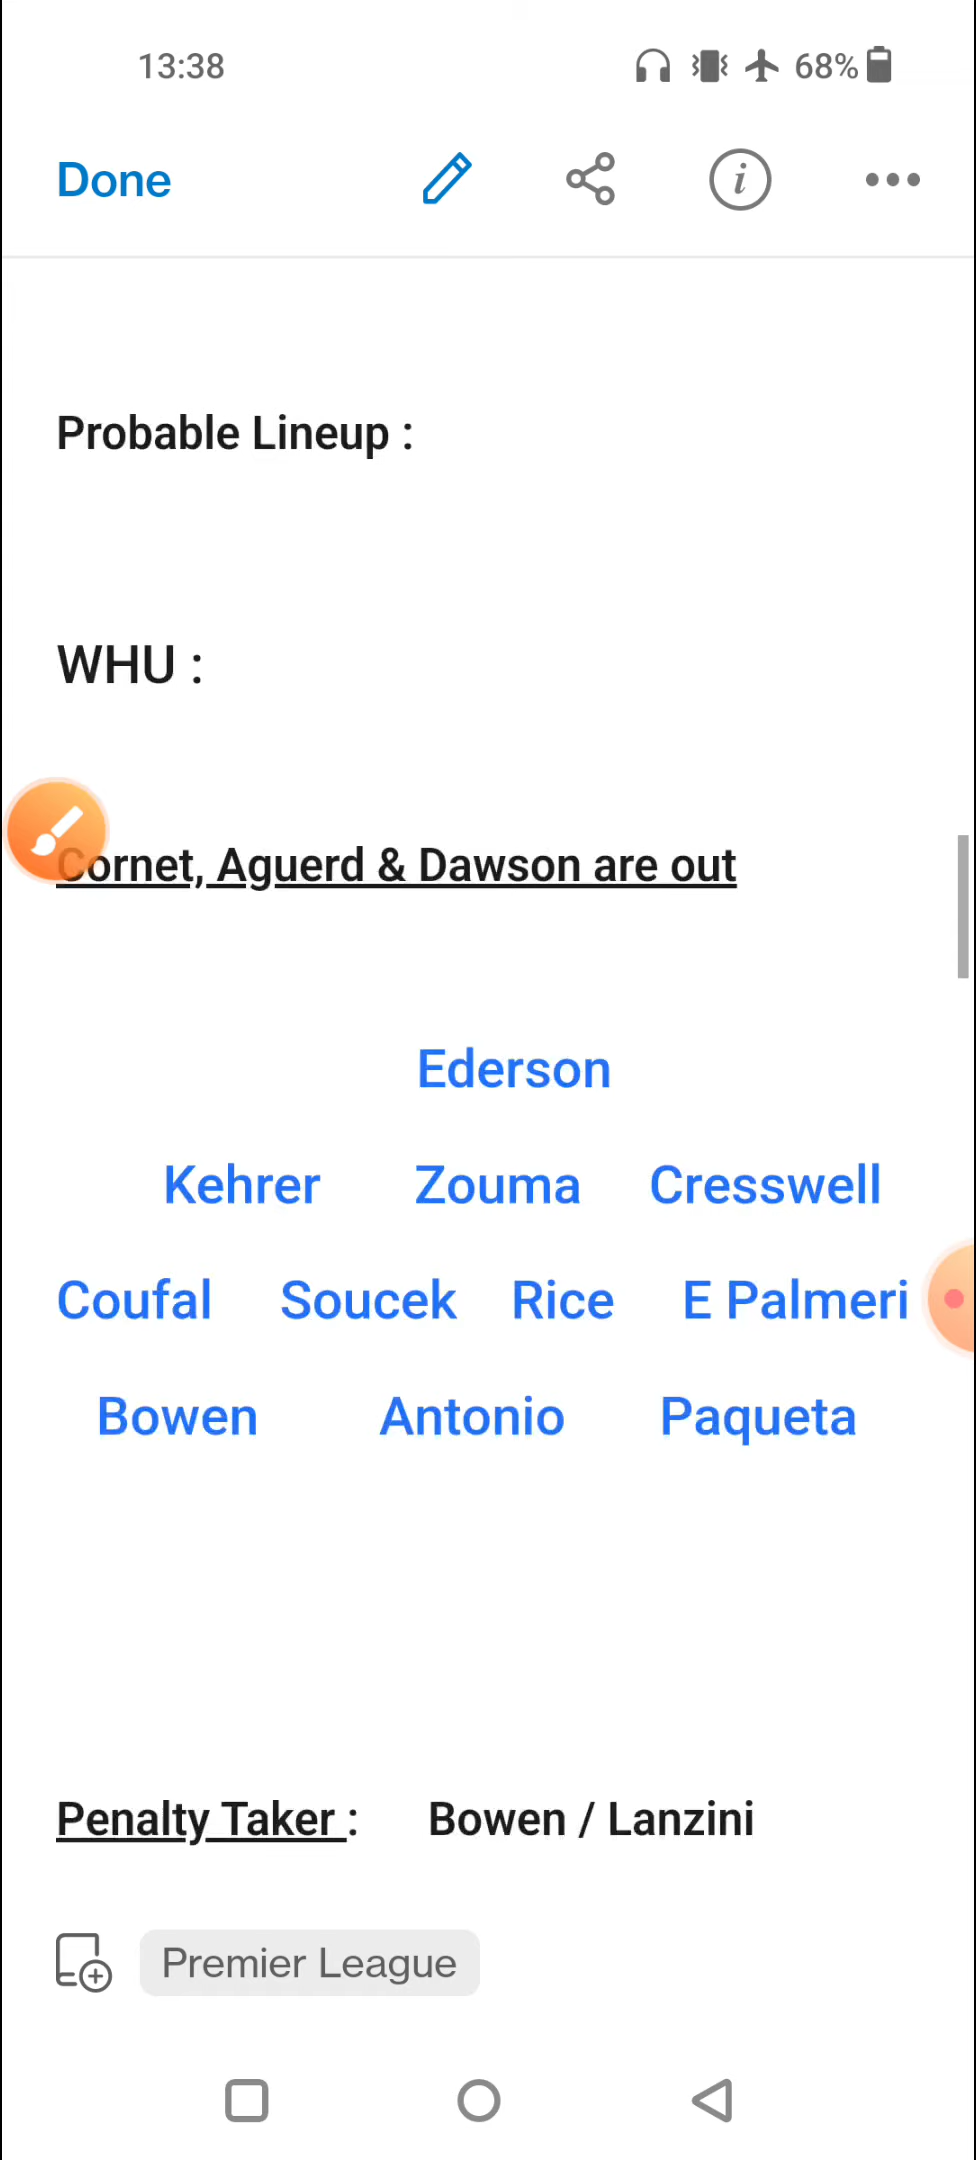 13:38 68%
Done
Probable Lineup :
WHU :
Cornet, Aguerd & Dawson are out
Ederson
Kehrer Zouma Cresswell
Coufal Soucek Rice E Palmeri
Bowen Antonio Paqueta
Penalty Taker : Bowen / Lanzini
Premier League